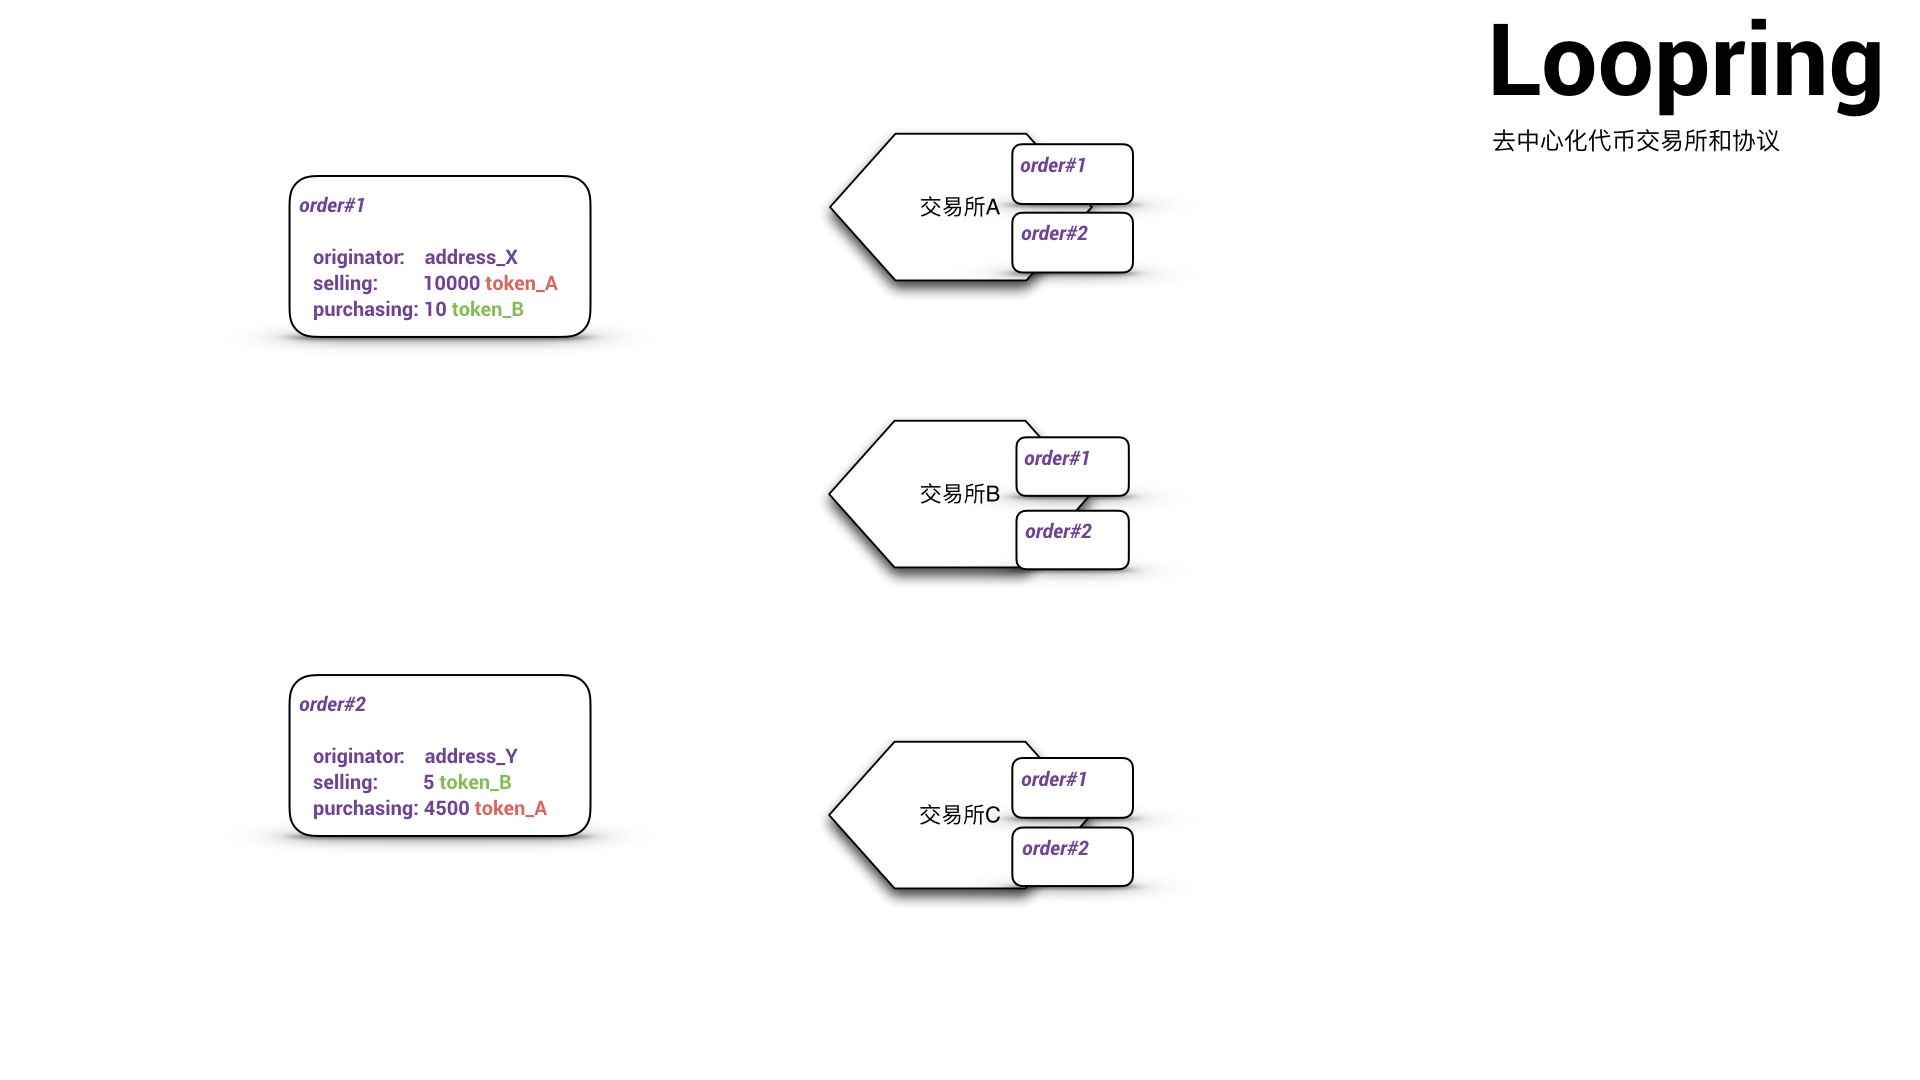 Loopring
去中心化代币交易所和协议
order#1
originator: address_X
selling: 10000 token_A
purchasing: 10 token_B
order#2
originator: address_Y
selling: 5 token_B
purchasing: 4500 token_A
交易所A
order#1
order#2
交易所B
order#1
order#2
交易所C
order#1
order#2